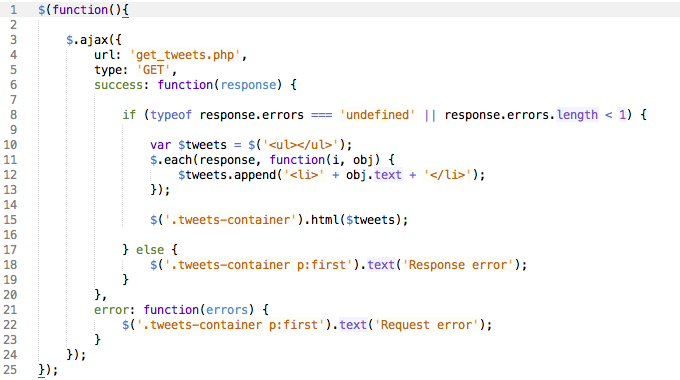 1 $(function(){
2
3     $.ajax({
4         url: 'get_tweets.php',
5         type: 'GET',
6         success: function(response) {
7
8             if (typeof response.errors === 'undefined' || response.errors.length < 1) {
9
10                 var $tweets = $('<ul></ul>');
11                 $.each(response, function(i, obj) {
12                     $tweets.append('<li>' + obj.text + '</li>');
13                 });
14
15                 $('.tweets-container').html($tweets);
16
17             } else {
18                 $('.tweets-container p:first').text('Response error');
19             }
20         },
21         error: function(errors) {
22             $('.tweets-container p:first').text('Request error');
23         }
24     });
25 });